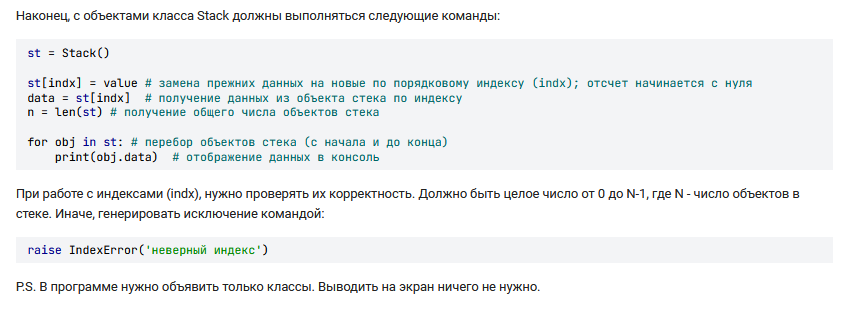 Наконец, с объектами класса Stack должны выполняться следующие команды:
st = Stack()
st[indx] = value # замена прежних данных на новые по порядковому индексу (indx); отсчет начинается с нуля
data = st[indx]  # получение данных из объекта стека по индексу
n = len(st) # получение общего числа объектов стека
for obj in st: # перебор объектов стека (с начала и до конца)
    print(obj.data)  # отображение данных в консоль
При работе с индексами (indx), нужно проверять их корректность. Должно быть целое число от 0 до N-1, где N - число объектов в
стеке. Иначе, генерировать исключение командой:
raise IndexError('неверный индекс')
P.S. В программе нужно объявить только классы. Выводить на экран ничего не нужно.